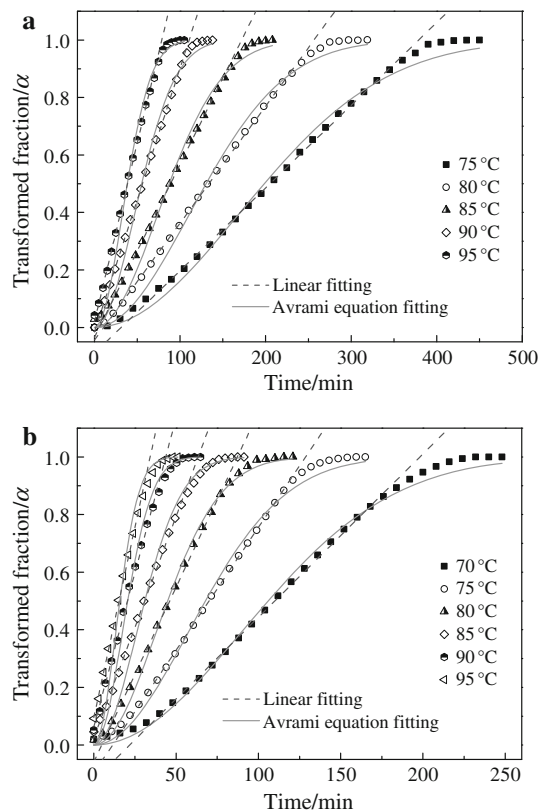 a
1.0
0.8
0.6
0.4
0.2
0.0
Transformed fraction/α
75 °C
80 °C
85 °C
90 °C
95 °C
Linear fitting
Avrami equation fitting
0 100 200 300 400 500
Time/min
b
1.0
0.8
0.6
0.4
0.2
0.0
Transformed fraction/α
70 °C
75 °C
80 °C
85 °C
90 °C
95 °C
Linear fitting
Avrami equation fitting
0 50 100 150 200 250
Time/min